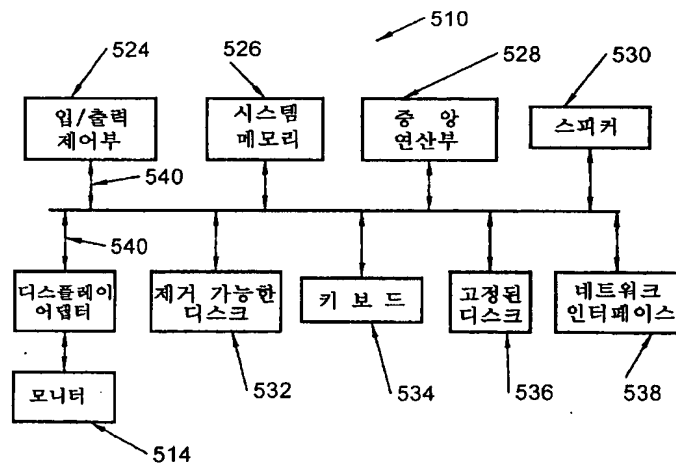 510
524
526
528
530
입/출력
제어부
시스템
메모리
중 앙
연산부
스피커
540
540
디스플레이
어댑터
제거 가능한
디스크
키 보 드
고정된
디스크
네트워크
인터페이스
모니터
532
534
536
538
514